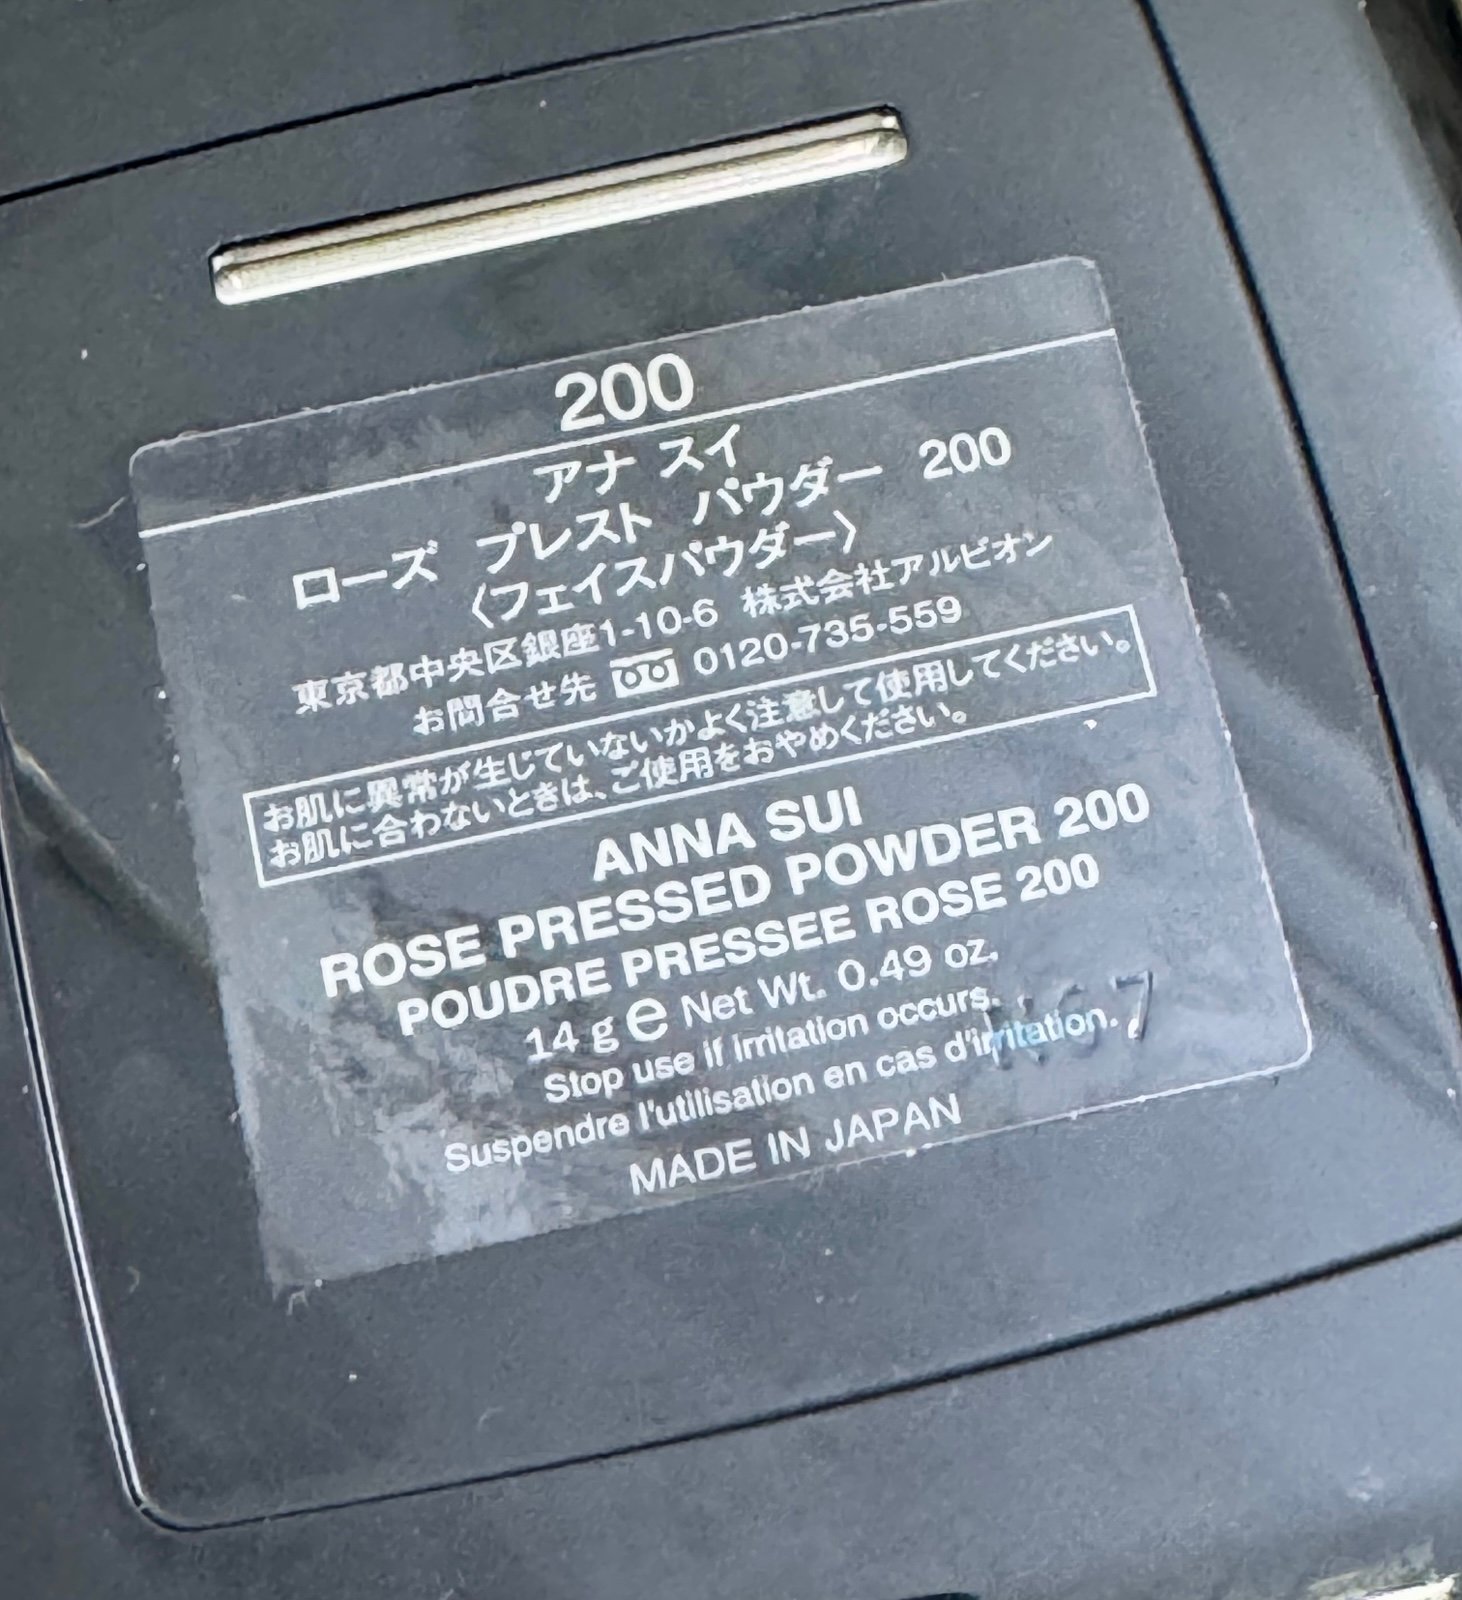 200
アナ スイ
ローズ プレスト パウダー 200
〈フェイスパウダー〉
東京都中央区銀座1-10-6 株式会社アルビオン
お問合せ先 0120-735-559
お肌に異常が生じていないかよく注意して使用してください。
お肌に合わないときは、ご使用をおやめください。
ANNA SUI
ROSE PRESSED POWDER 200
POUDRE PRESSEE ROSE 200
14 g e Net Wt. 0.49 oz.
Stop use if irritation occurs.
Suspendre l'utilisation en cas d'irritation.
MADE IN JAPAN